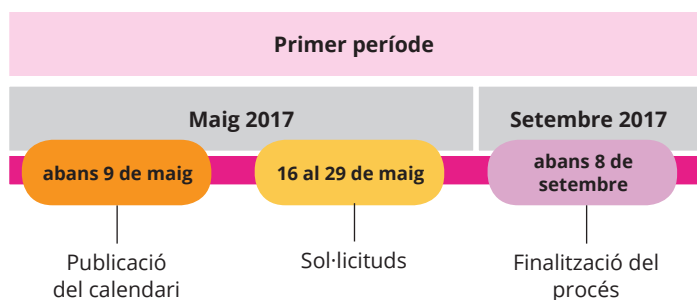 Primer període
Maig 2017
Setembre 2017
abans 9 de maig
16 al 29 de maig
abans 8 de
setembre
Publicació
del calendari
Sol·licituds
Finalització del
procés